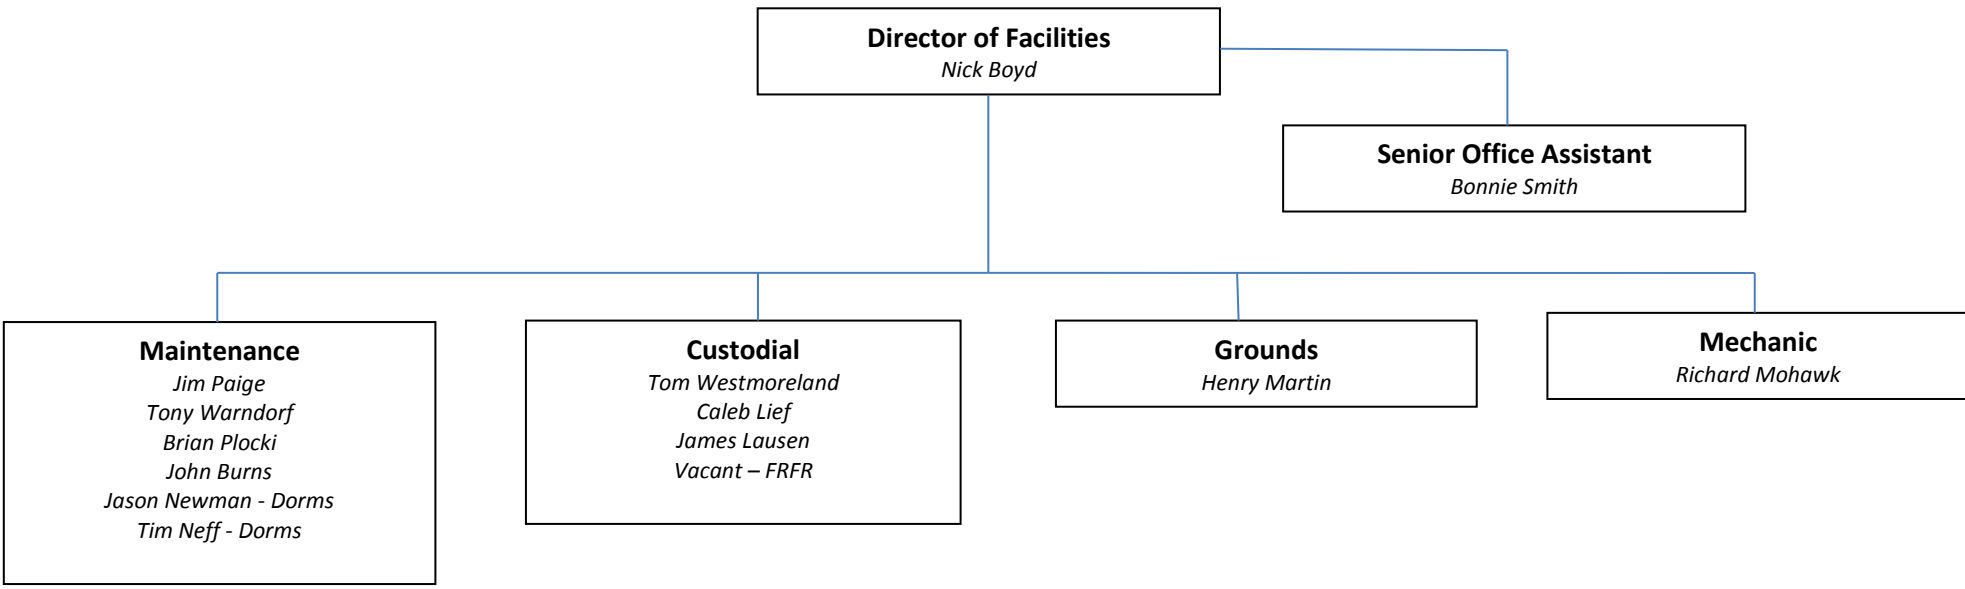 Director of Facilities
Nick Boyd
Senior Office Assistant
Bonnie Smith
Maintenance
Jim Paige
Tony Warndorf
Brian Plocki
John Burns
Jason Newman - Dorms
Tim Neff - Dorms
Custodial
Tom Westmoreland
Caleb Lief
James Lausen
Vacant – FRFR
Grounds
Henry Martin
Mechanic
Richard Mohawk